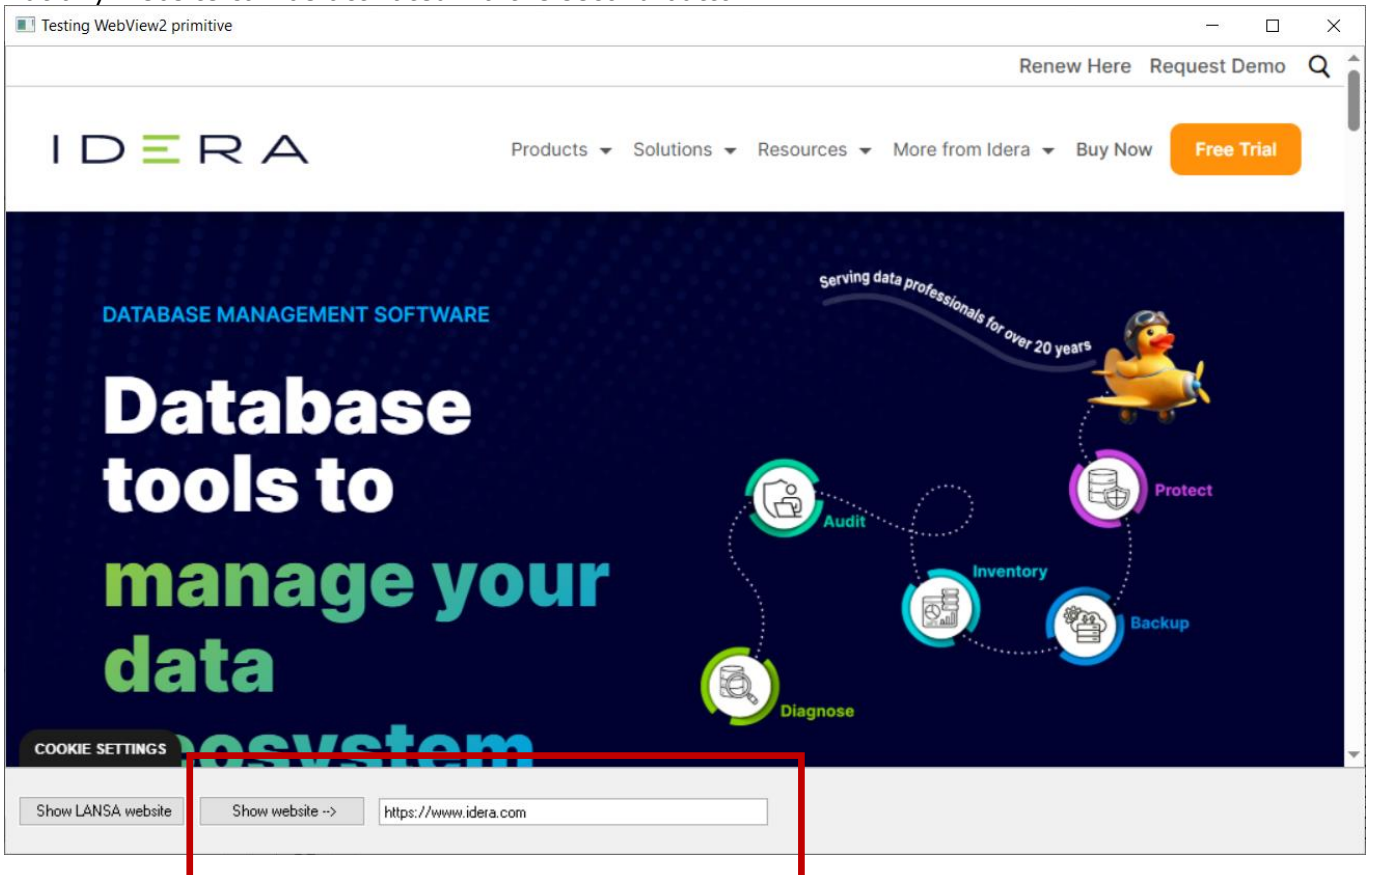 Testing WebView2 primitive
Renew Here Request Demo
IDERA
Products Solutions Resources More from Idera Buy Now Free Trial
Serving data professionals for over 20 years
DATABASE MANAGEMENT SOFTWARE
Database
tools to
manage your
data
ecosystem
Protect
Audit
Inventory
Backup
Diagnose
COOKIE SETTINGS
Show LANSA website Show website --> https://www.idera.com